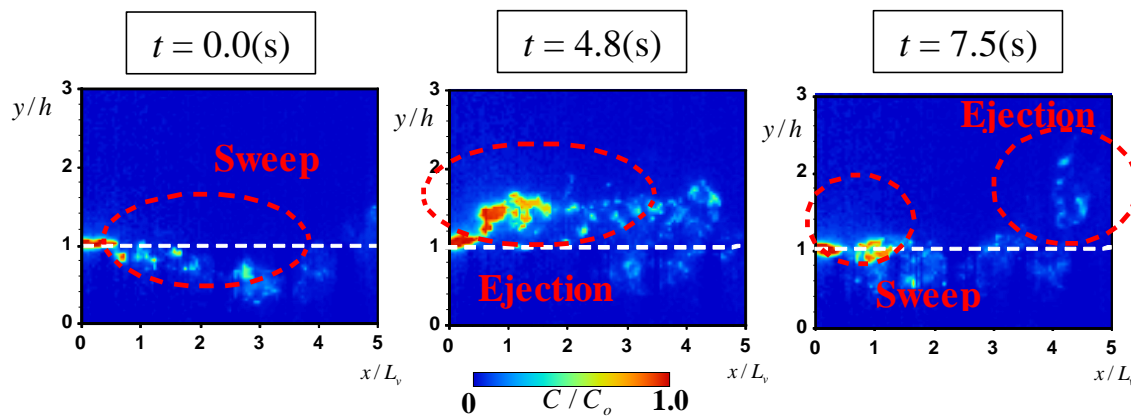 t = 0.0(s)
t = 4.8(s)
t = 7.5(s)
3
y/h
2
1
0
Sweep
0 1 2 3 4 5
x/L_v
3
y/h
2
1
0
Ejection
0 1 2 3 4 5
x/L_v
3
y/h
2
1
0
Ejection
Sweep
0 1 2 3 4 5
x/L_v
0 C/C_o 1.0